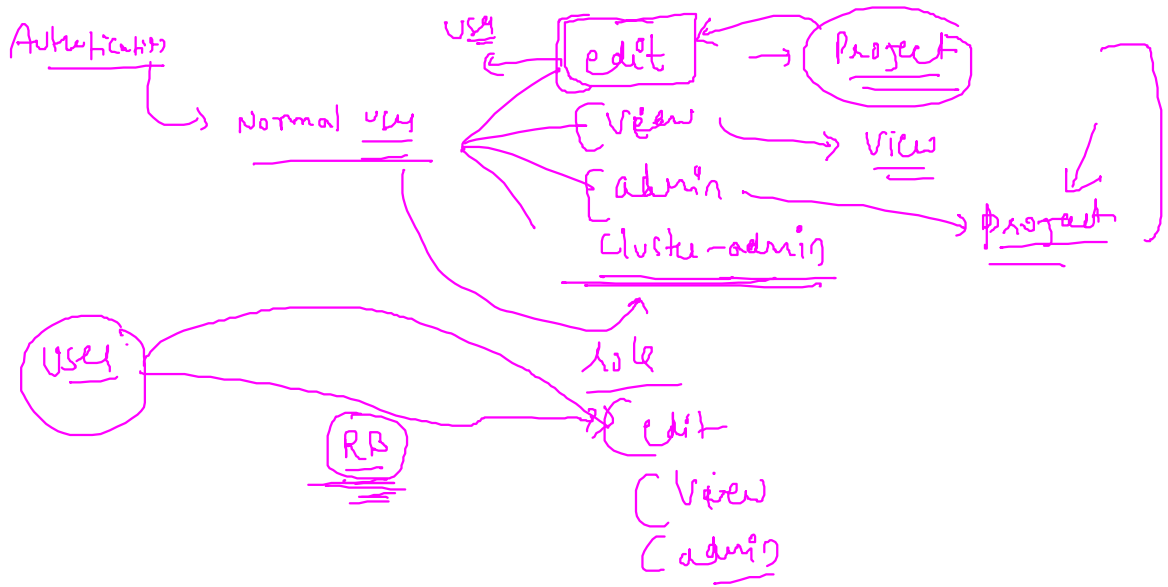 Authentication
Normal user
user
edit
Project
view
view
admin
Project
cluster-admin
role
user
RB
edit
view
admin